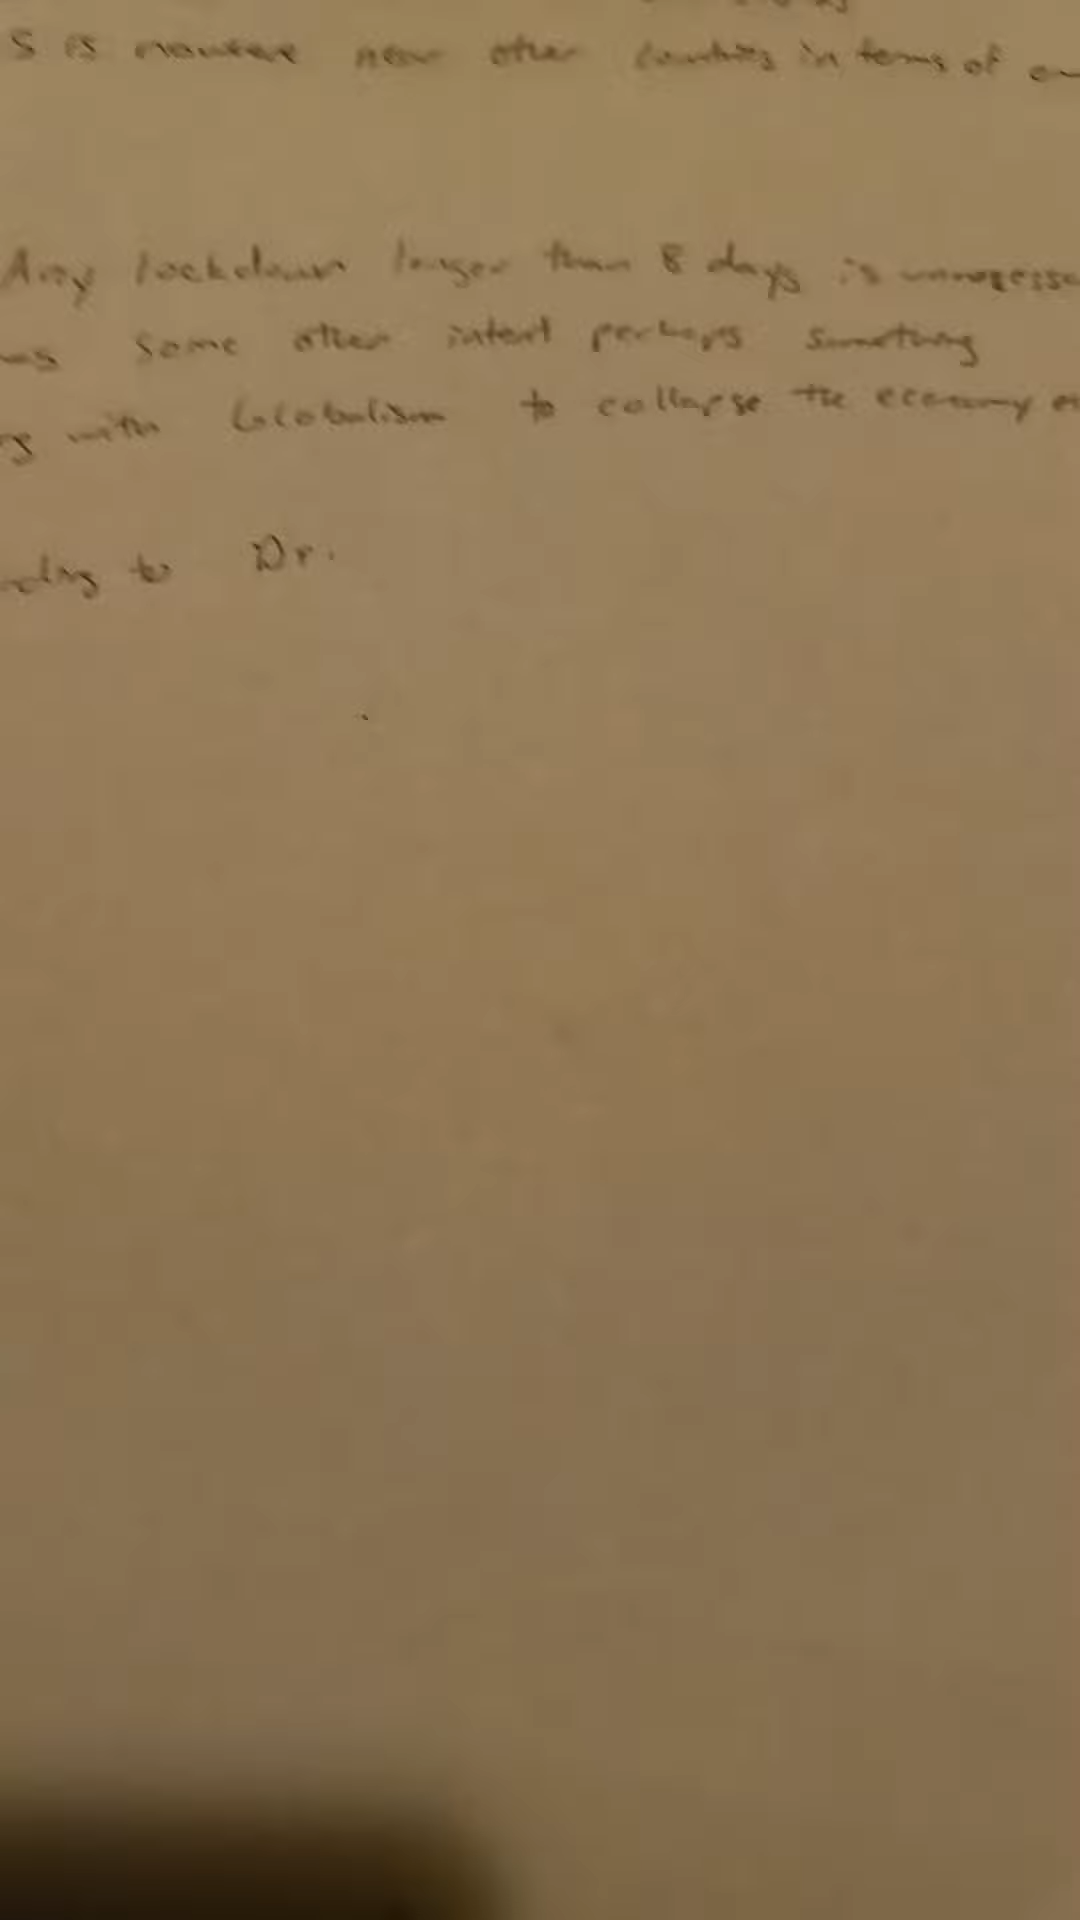 S is nowhere near other countries in terms of
Any lockdown longer than 8 days is
some other intent perhaps something
with Globalism to collapse the economy
to Dr.